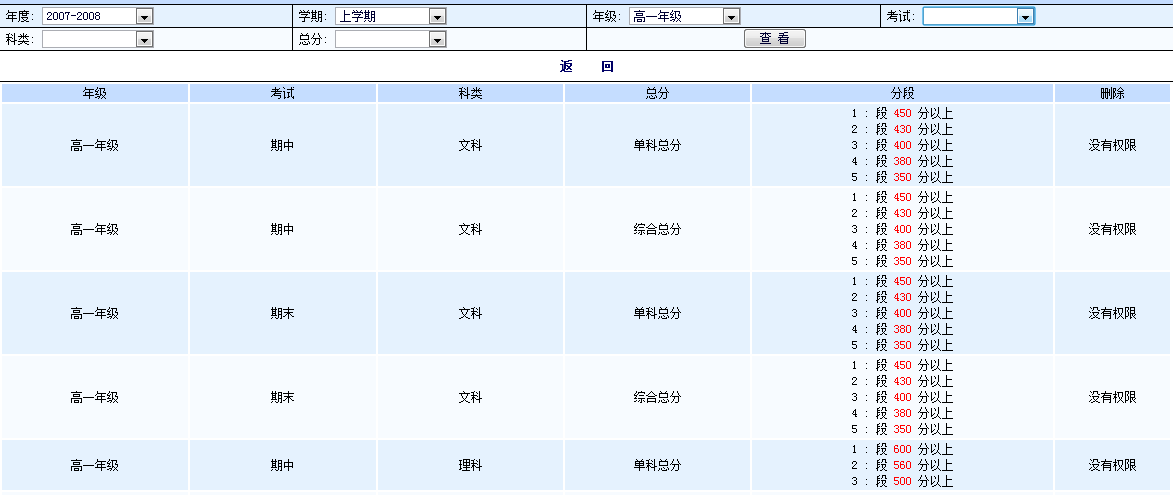 年度: 2007-2008 学期: 上学期 年级: 高一年级 考试:
科类: 总分: 查 看
返 回
年级 考试 科类 总分 分段 删除
高一年级 期中 文科 单科总分 1 : 段 450 分以上 没有权限
2 : 段 430 分以上
3 : 段 400 分以上
4 : 段 380 分以上
5 : 段 350 分以上
高一年级 期中 文科 综合总分 1 : 段 450 分以上 没有权限
2 : 段 430 分以上
3 : 段 400 分以上
4 : 段 380 分以上
5 : 段 350 分以上
高一年级 期末 文科 单科总分 1 : 段 450 分以上 没有权限
2 : 段 430 分以上
3 : 段 400 分以上
4 : 段 380 分以上
5 : 段 350 分以上
高一年级 期末 文科 综合总分 1 : 段 450 分以上 没有权限
2 : 段 430 分以上
3 : 段 400 分以上
4 : 段 380 分以上
5 : 段 350 分以上
高一年级 期中 理科 单科总分 1 : 段 600 分以上 没有权限
2 : 段 560 分以上
3 : 段 500 分以上